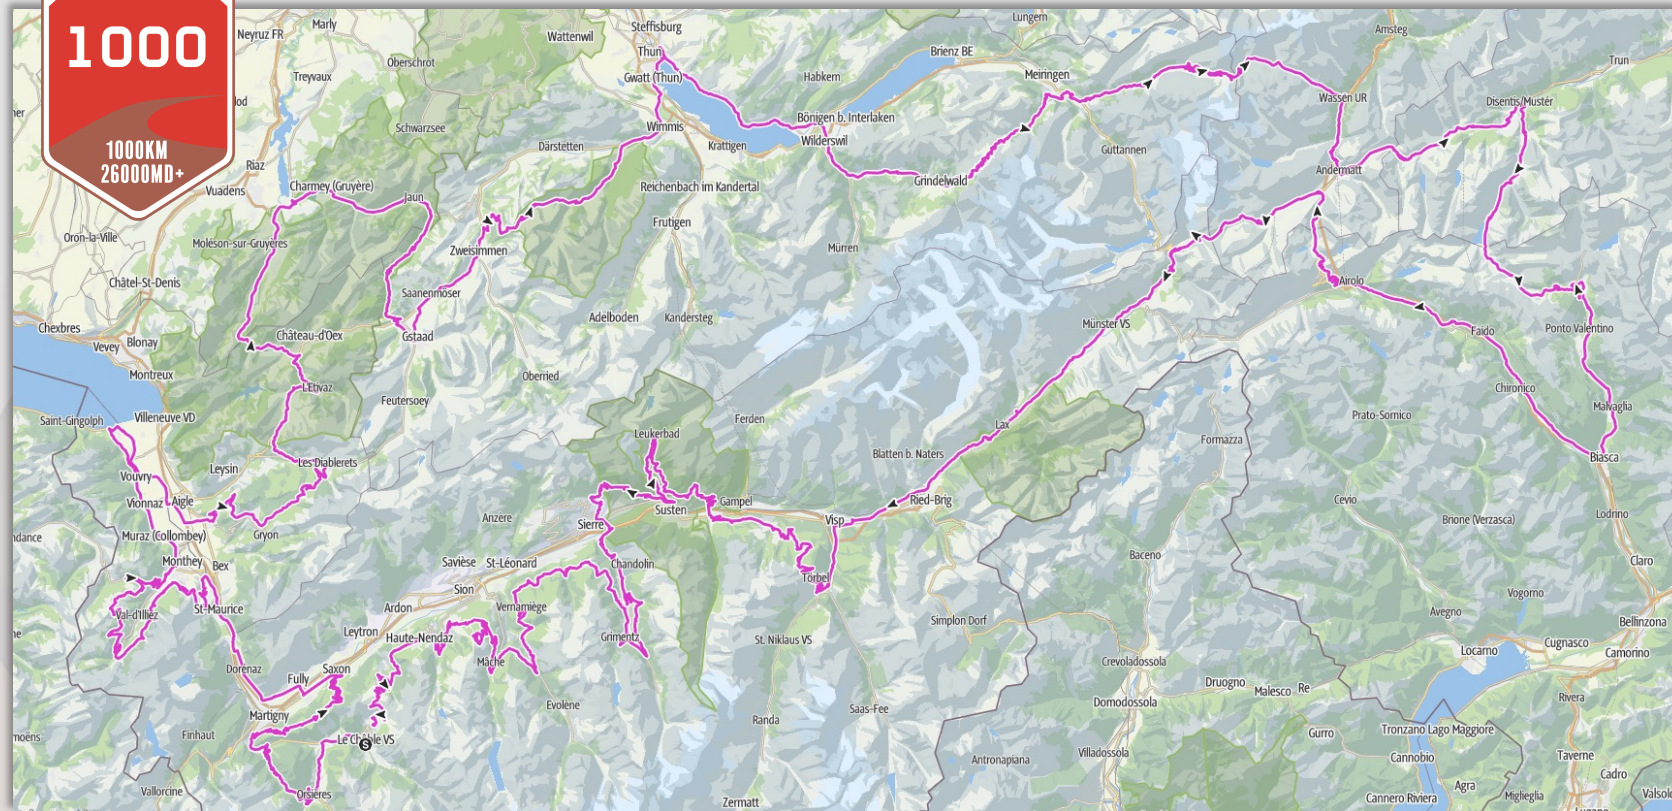 1000
1000KM
26000MD+
Neyruz FR
Marly
Steffisburg
Wattenwil
Lungern
Thun
Amsteg
Oberschrot
Brienz BE
Treyvaux
Gwatt (Thun)
Habkern
Meiringen
Trun
Wassen UR
Disentis/Mustér
Schwarzsee
Wimmis
Bönigen b. Interlaken
Wilderswil
Därstetten
Krattigen
Guttannen
Riaz
Vuadens
Charmey (Gruyère)
Jaun
Reichenbach im Kandertal
Grindelwald
Andermatt
Oron-la-Ville
Moléson-sur-Gruyères
Zweisimmen
Frutigen
Mürren
Châtel-St-Denis
Saanenmöser
Airolo
Adelboden
Kandersteg
Münster VS
Chexbres
Vevey
Blonay
Château-d'Oex
Gstaad
Faido
Ponto Valentino
Montreux
L'Etivaz
Oberried
Feutersoey
Chironico
Malvaglia
Saint-Gingolph
Villeneuve VD
Ferden
Lax
Prato-Sornico
Leukerbad
Formazza
Biasca
Vouvry
Leysin
Les Diablerets
Blatten b. Naters
Vionnaz
Aigle
Gampel
Ried-Brig
Cevio
Susten
Anzère
Sierre
Visp
Brione (Verzasca)
Lodrino
Muraz (Collombey)
Gryon
Monthey
Bex
Savièse
St-Léonard
Chandolin
Törbel
Baceno
Claro
Sion
Val-d'Illiez
St-Maurice
Ardon
Vernamiège
Simplon Dorf
Vogorno
Avegno
Bellinzona
Leytron
Haute-Nendaz
Grimentz
St. Niklaus VS
Cugnasco
Locarno
Camorino
Dorenaz
Saxon
Mâche
Crevoladossola
Fully
Druogno
Malesco
Re
Rivera
Martigny
Evolène
Saas-Fee
Domodossola
Finhaut
Le Châble VS
S
Randa
Gurro
Tronzano Lago Maggiore
Villadossola
Antronapiana
Cannobio
Taverne
Vallorcine
Orsières
Zermatt
Cannero Riviera
Agra
Miglieglia
Cadro